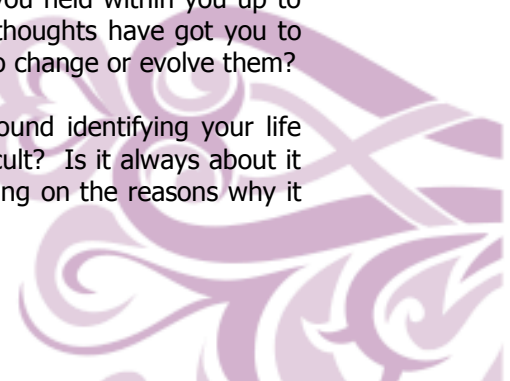 you held within you up to
thoughts have got you to
o change or evolve them?
ound identifying your life
cult? Is it always about it
ing on the reasons why it